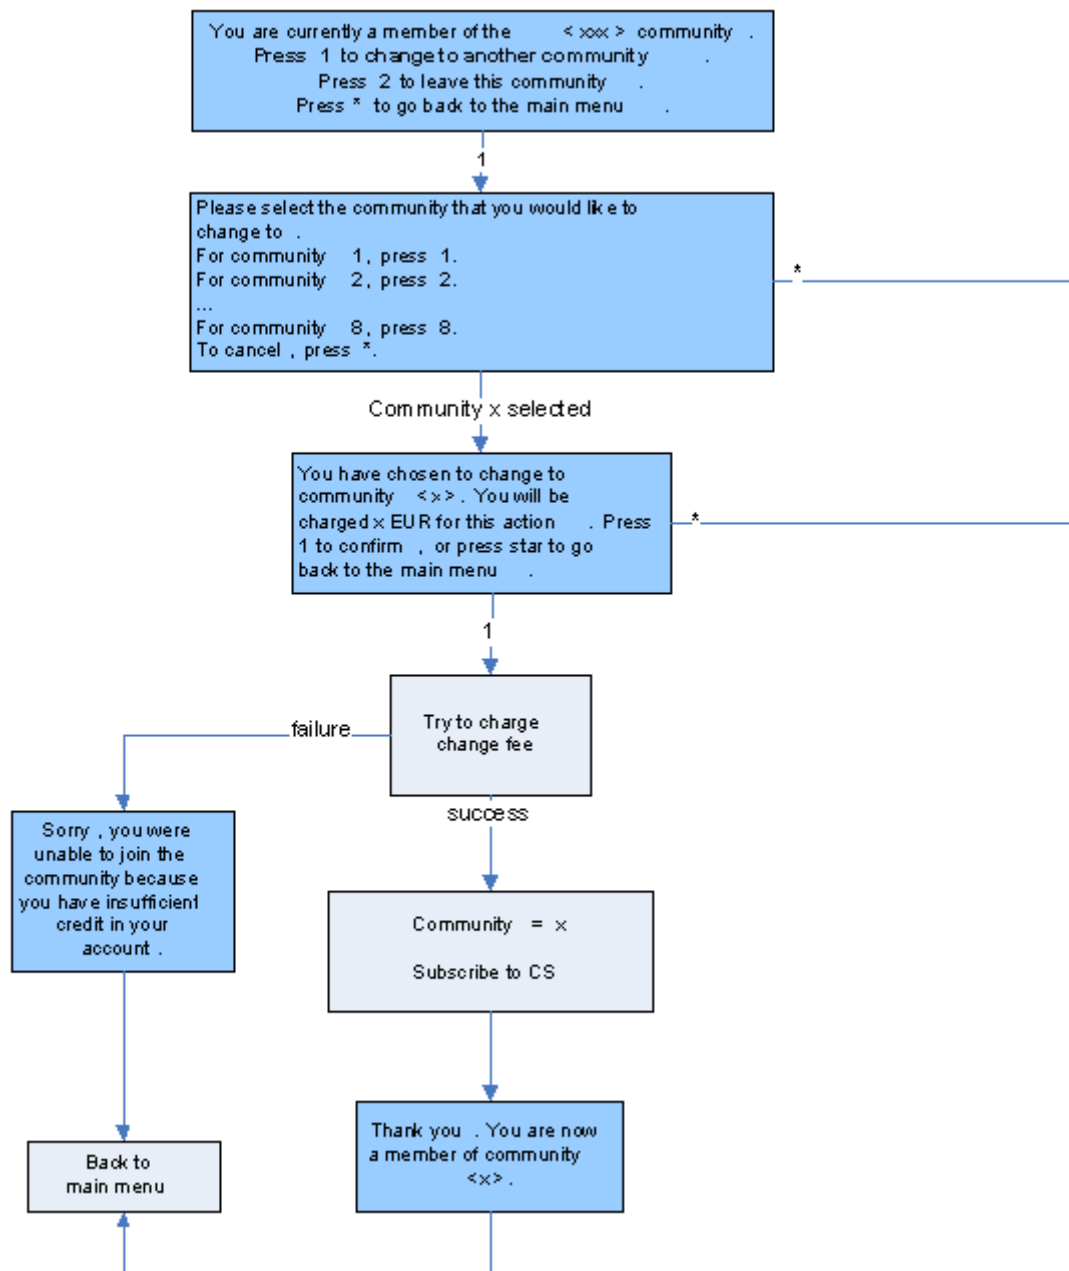 You are currently a member of the <xxx> community .
Press 1 to change to another community .
Press 2 to leave this community .
Press * to go back to the main menu .
1
Please select the community that you would like to
change to .
For community 1, press 1.
For community 2, press 2.
...
For community 8, press 8.
To cancel , press *.
*
Community x selected
You have chosen to change to
community <x>. You will be
charged x EUR for this action . Press
1 to confirm , or press star to go
back to the main menu .
*
1
Try to charge
change fee
failure
success
Sorry , you were
unable to join the
community because
you have insufficient
credit in your
account .
Community = x
Subscribe to CS
Thank you . You are now
a member of community
<x>.
Back to
main menu